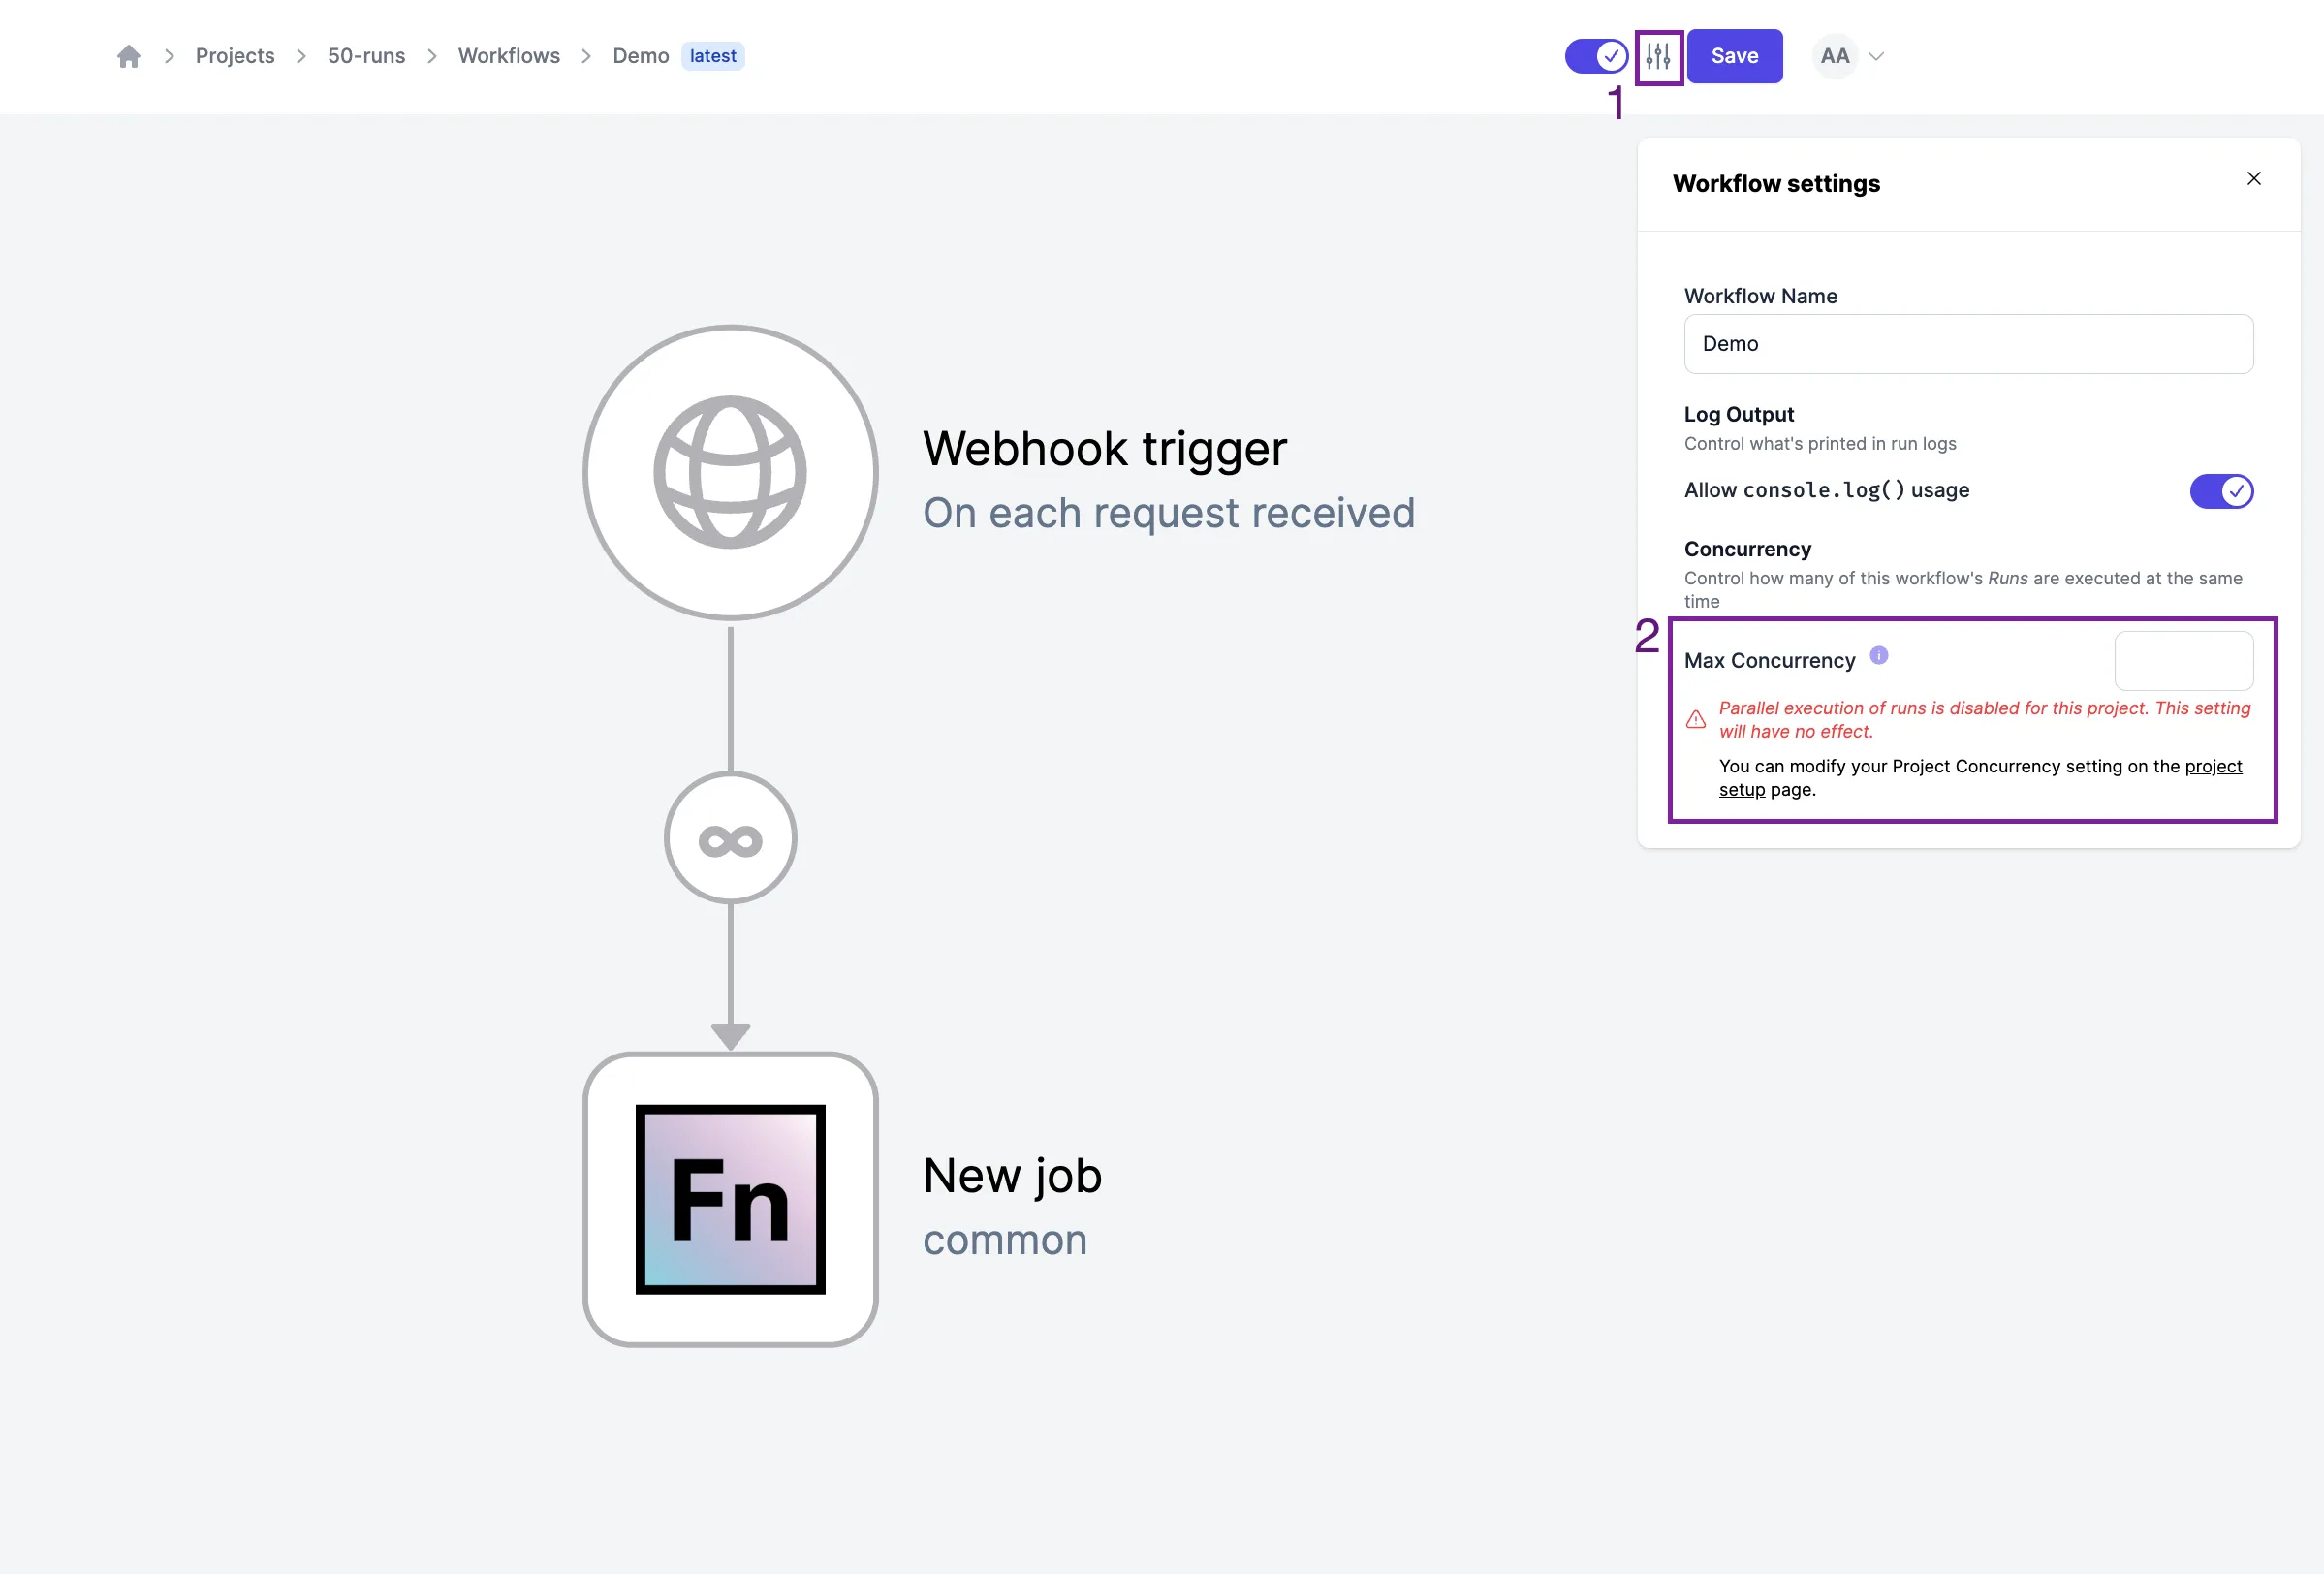 Projects
50-runs
Workflows
Demo
latest
Save
AA
1
Workflow settings
Workflow Name
Demo
Log Output
Control what's printed in run logs
Allow console.log() usage
Concurrency
Control how many of this workflow's Runs are executed at the same
time
2
Max Concurrency
i
Parallel execution of runs is disabled for this project. This setting
will have no effect.
You can modify your Project Concurrency setting on the project
setup page.
Webhook trigger
On each request received
∞
Fn
New job
common